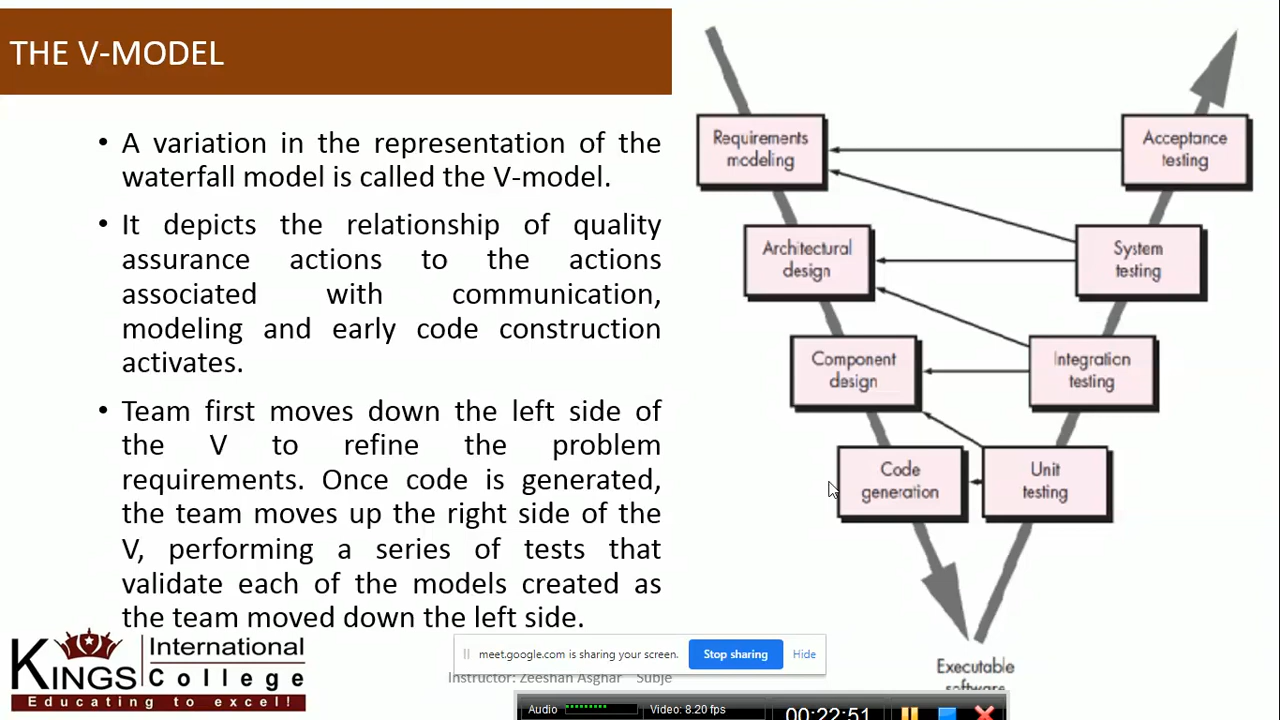 THE V-MODEL
• A variation in the representation of the
waterfall model is called the V-model.
• It depicts the relationship of quality
assurance actions to the actions
associated with communication,
modeling and early code construction
activates.
• Team first moves down the left side of
the V to refine the problem
requirements. Once code is generated,
the team moves up the right side of the
V, performing a series of tests that
validate each of the models created as
the team moved down the left side.
Requirements
modeling
Acceptance
testing
Architectural
design
System
testing
Component
design
Integration
testing
Code
generation
Unit
testing
Executable
software
KINGS
International
College
Educating to excel!
meet.google.com is sharing your screen.
Stop sharing
Hide
Instructor: Zeeshan Asghar Subje
Audio
Video: 8.20 fps
00:22:51